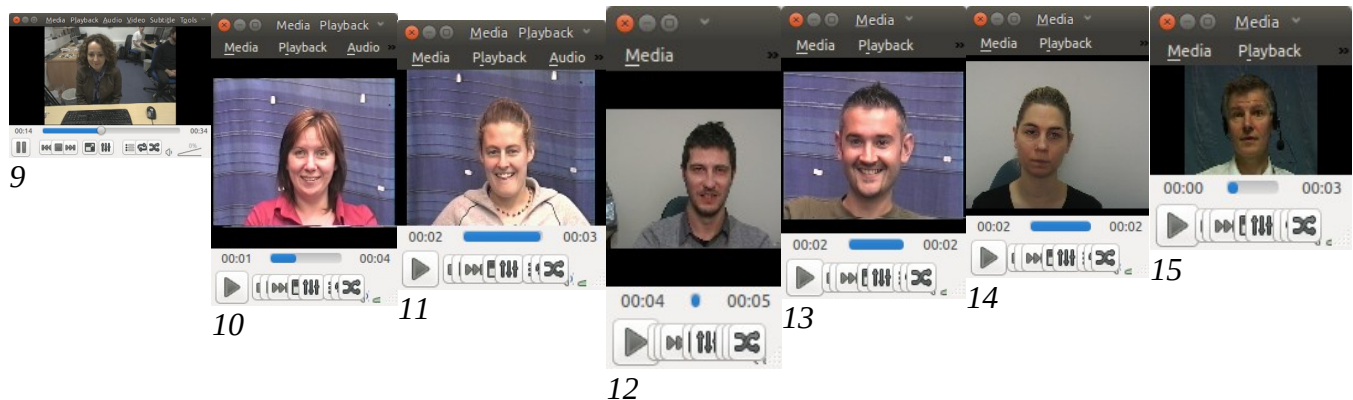 Media Playback Audio Video Subtitle Tools
00:14 00:34
0%
9
Media Playback
Media Playback Audio »
00:01 00:04
10
Media Playback
Media Playback Audio »
00:02 00:03
11
Media »
00:04 00:05
12
Media
Media Playback »
00:02 00:02
13
Media
Media Playback »
00:02 00:02
14
Media
Media Playback »
00:00 00:03
15